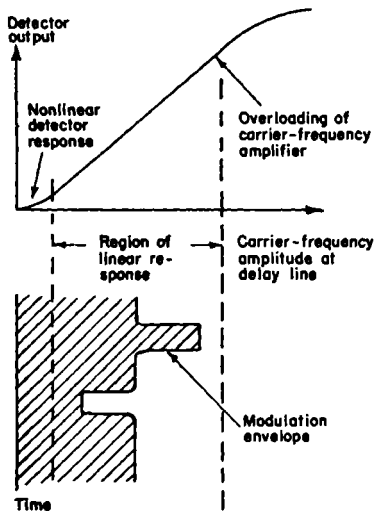 Detector
output
Nonlinear
detector
response
Overloading of
carrier-frequency
amplifier
Region of
linear re-
sponse
Carrier-frequency
amplitude at
delay line
Modulation
envelope
Time